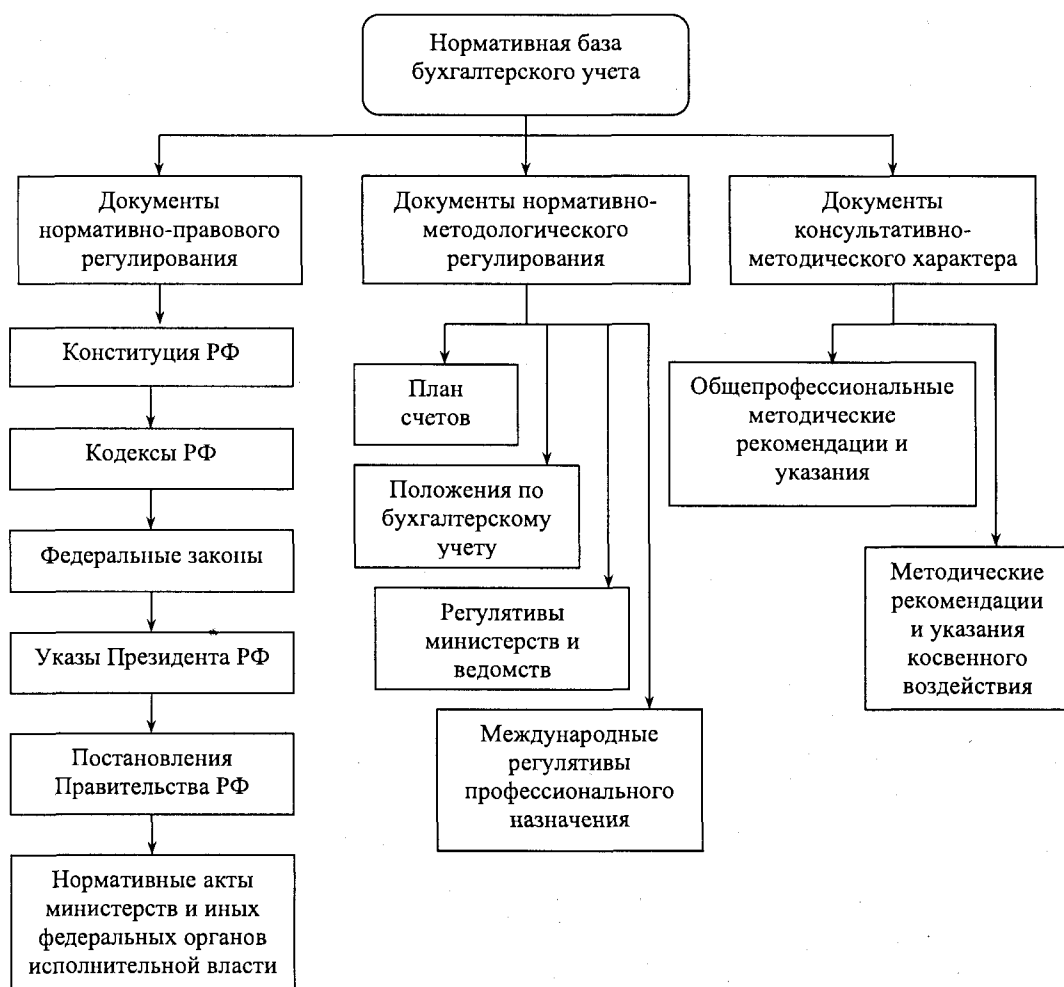 Нормативная база
бухгалтерского учета
Документы
нормативно-правового
регулирования
Документы нормативно-
методологического
регулирования
Документы
консультативно-
методического характера
Конституция РФ
Кодексы РФ
Федеральные законы
Указы Президента РФ
Постановления
Правительства РФ
Нормативные акты
министерств и иных
федеральных органов
исполнительной власти
План
счетов
Положения по
бухгалтерскому
учету
Регулятивы
министерств и
ведомств
Международные
регулятивы
профессионального
назначения
Общепрофессиональные
методические
рекомендации и
указания
Методические
рекомендации
и указания
косвенного
воздействия